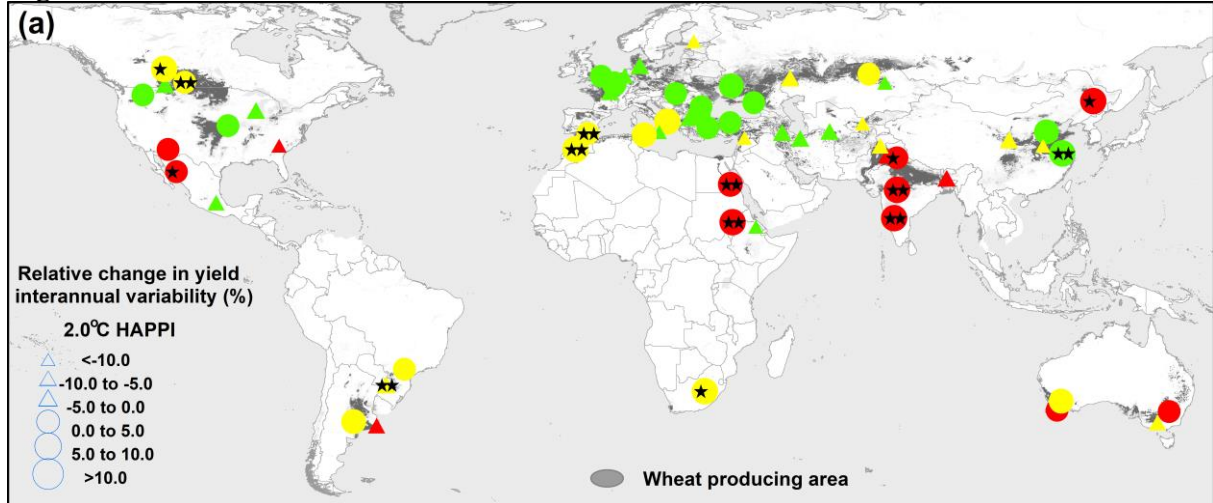 (a)
Relative change in yield
interannual variability (%)
2.0°C HAPPI
<-10.0
-10.0 to -5.0
-5.0 to 0.0
0.0 to 5.0
5.0 to 10.0
>10.0
Wheat producing area